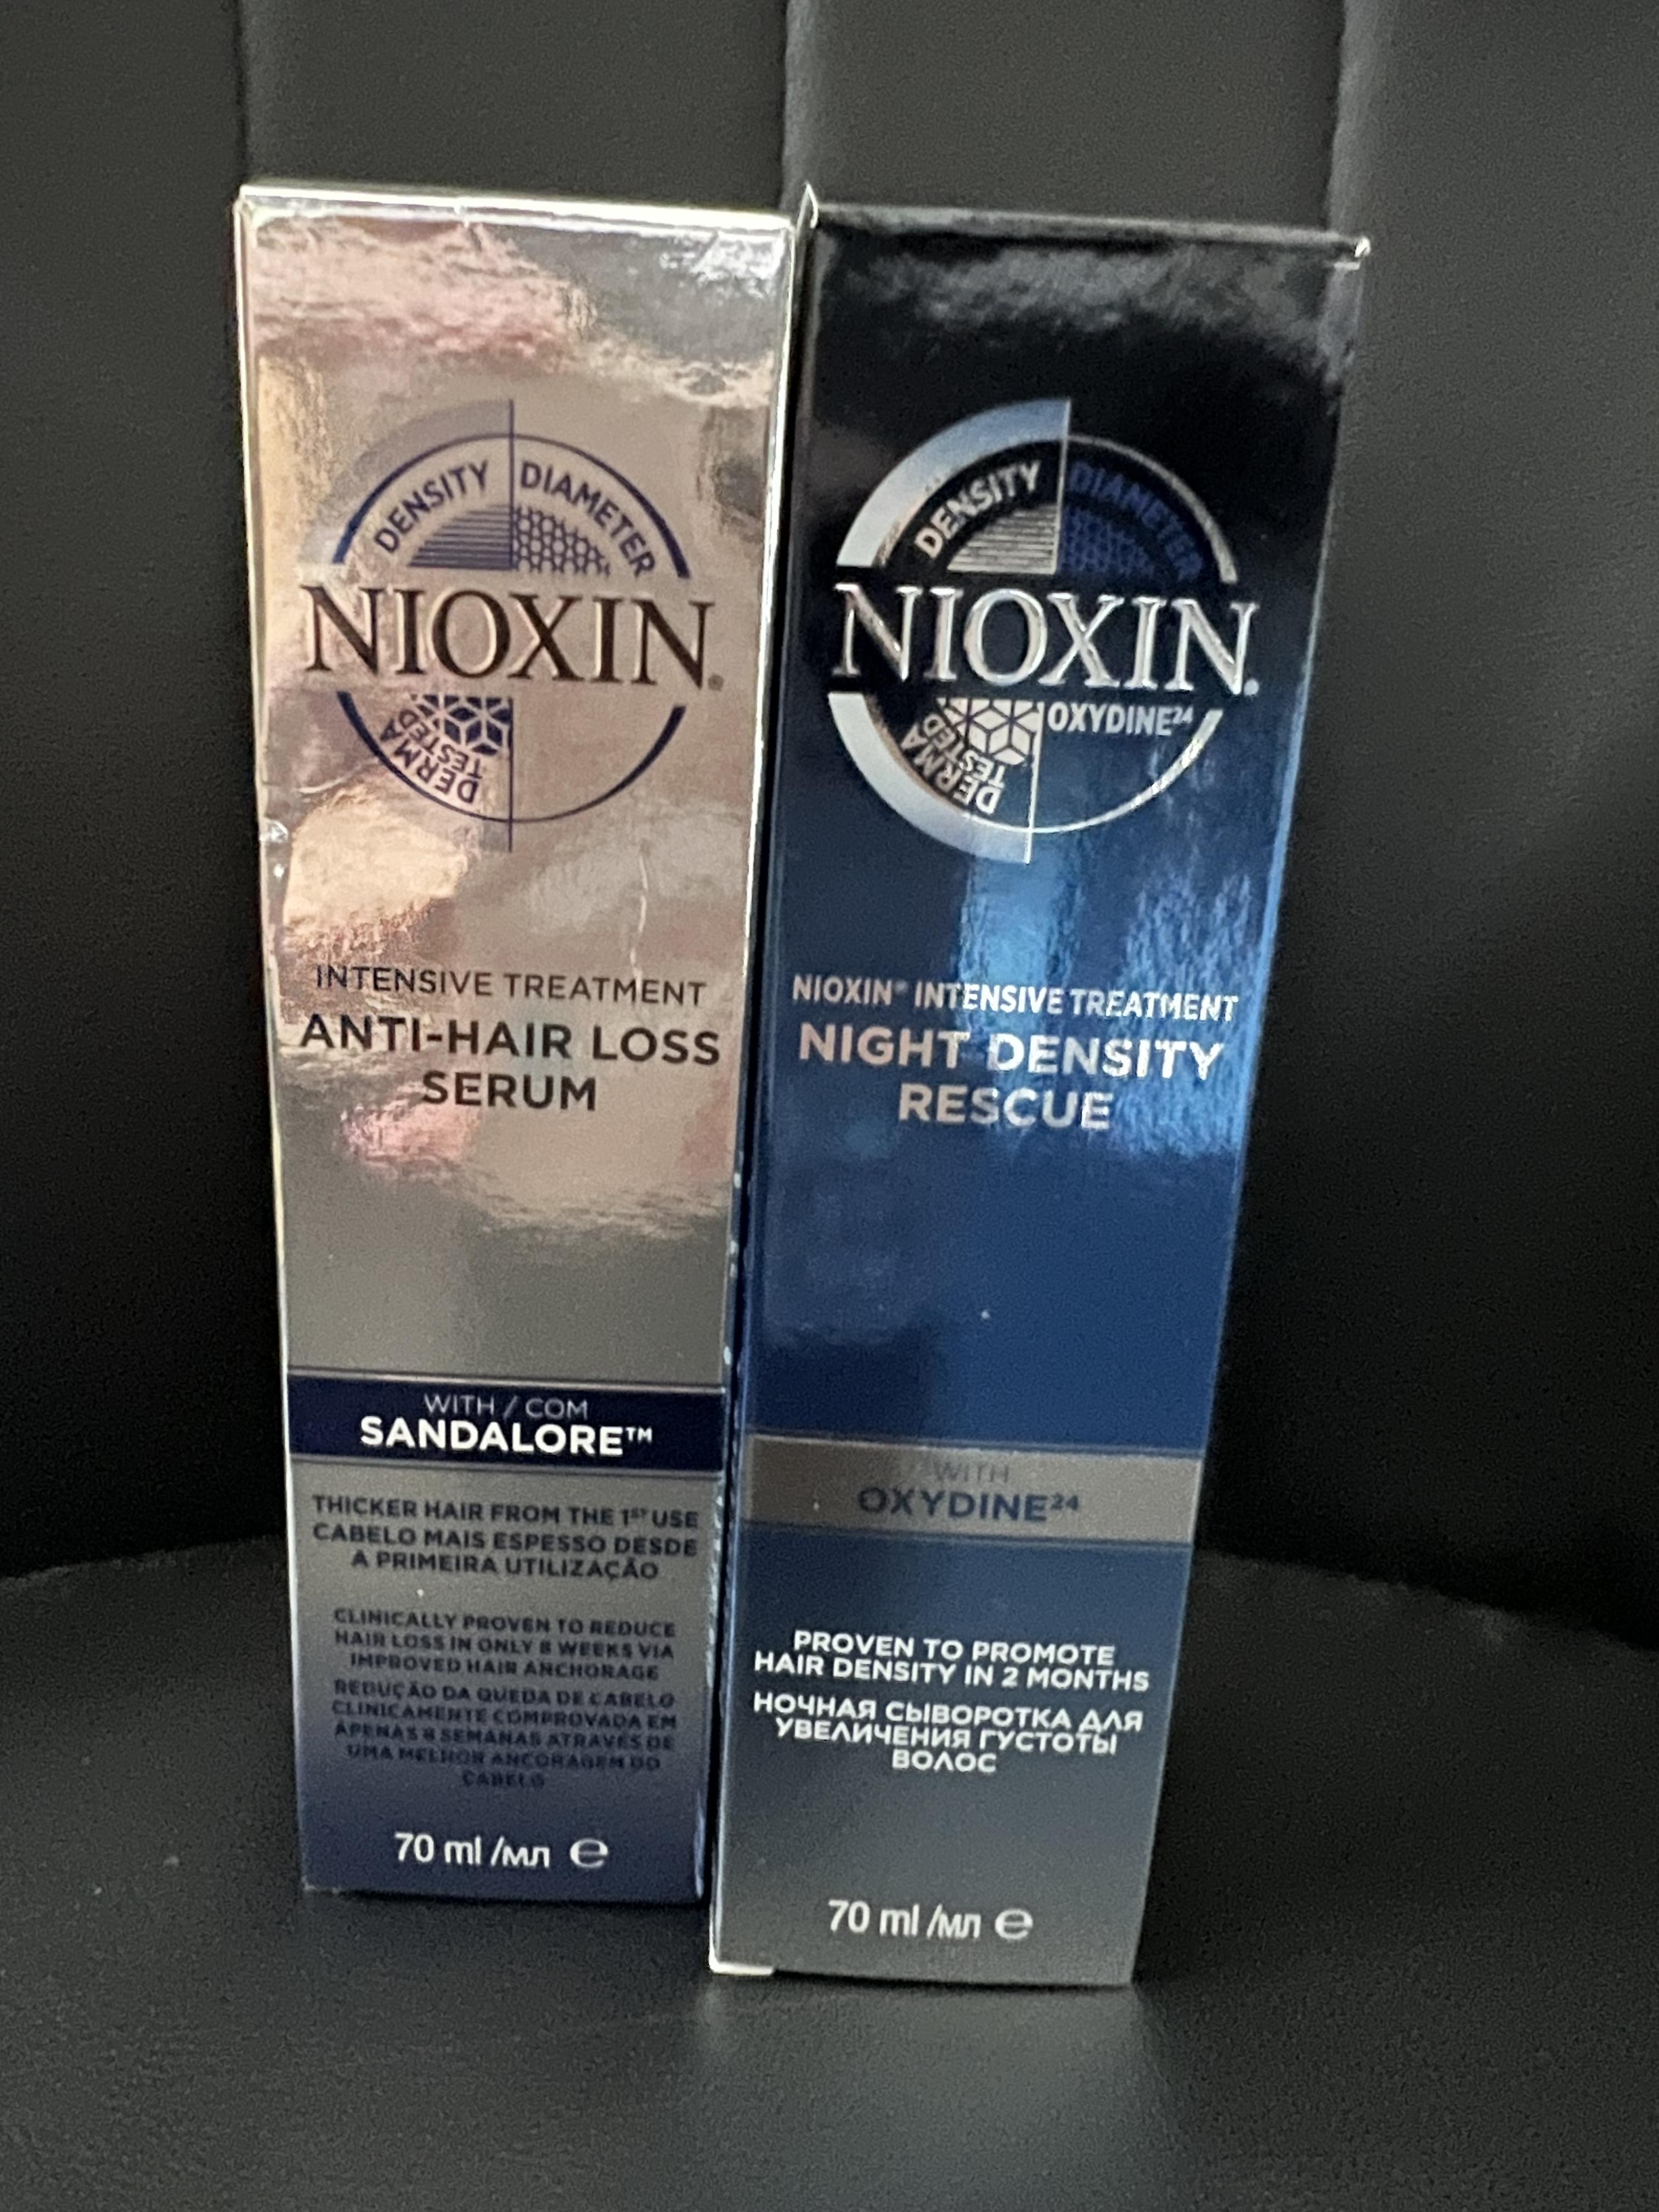 DENSITY DIAMETER
NIOXIN®
DERMA
TESTED
INTENSIVE TREATMENT
ANTI-HAIR LOSS
SERUM
WITH / COM
SANDALORE™
THICKER HAIR FROM THE 1ST USE
CABELO MAIS ESPESSO DESDE
A PRIMEIRA UTILIZAÇÃO
CLINICALLY PROVEN TO REDUCE
HAIR LOSS IN ONLY 8 WEEKS VIA
IMPROVED HAIR ANCHORAGE
REDUÇÃO DA QUEDA DE CABELO
CLINICAMENTE COMPROVADA EM
APENAS 8 SEMANAS ATRAVÉS DE
UMA MELHOR ANCORAGEM DO
CABELO
70 ml /мл ℮
DENSITY DIAMETER
NIOXIN®
DERMA
TESTED
OXYDINE²⁴
NIOXIN® INTENSIVE TREATMENT
NIGHT DENSITY
RESCUE
WITH
OXYDINE²⁴
PROVEN TO PROMOTE
HAIR DENSITY IN 2 MONTHS
НОЧНАЯ СЫВОРОТКА ДЛЯ
УВЕЛИЧЕНИЯ ГУСТОТЫ
ВОЛОС
70 ml /мл ℮